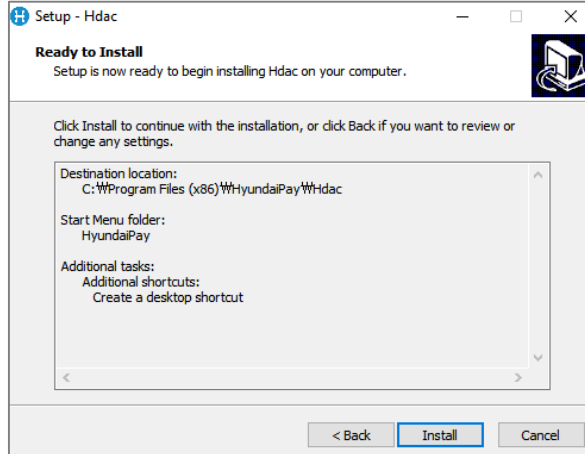 Setup - Hdac
Ready to Install
Setup is now ready to begin installing Hdac on your computer.
Click Install to continue with the installation, or click Back if you want to review or
change any settings.
Destination location:
C:₩Program Files (x86)₩HyundaiPay₩Hdac
Start Menu folder:
HyundaiPay
Additional tasks:
Additional shortcuts:
Create a desktop shortcut
< Back Install Cancel